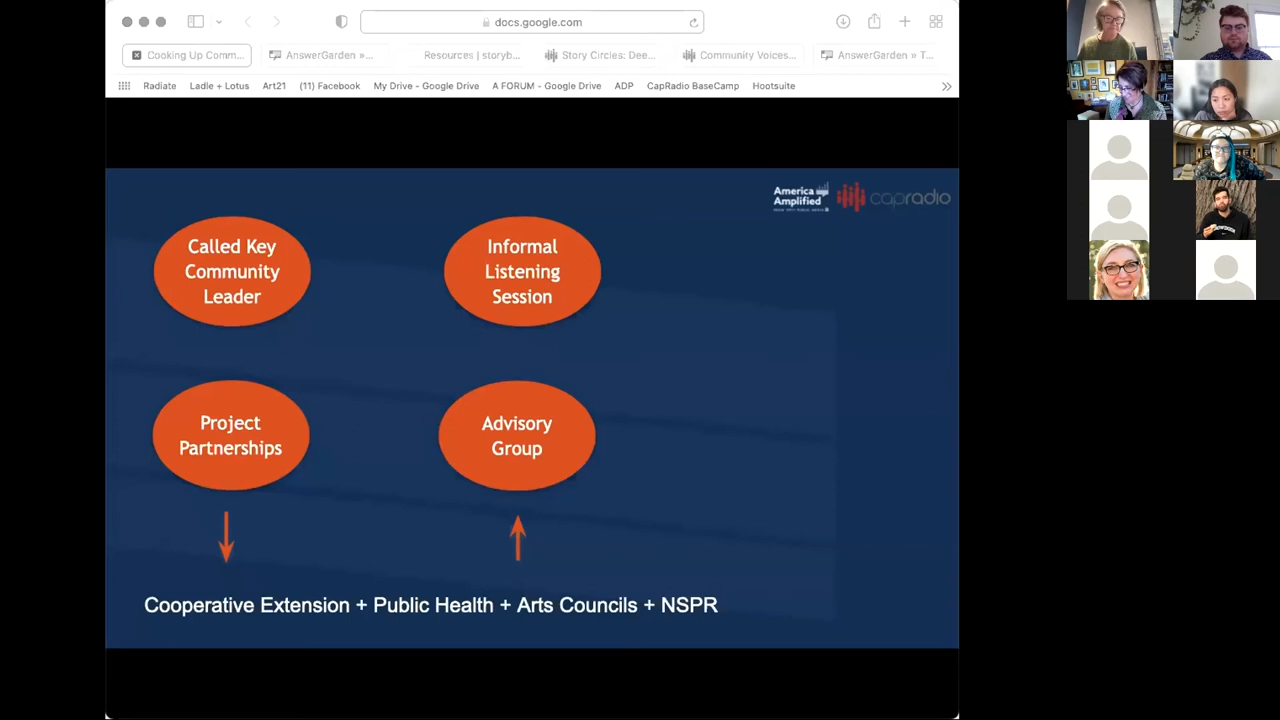 docs.google.com
Cooking Up Comm...
AnswerGarden »...
Resources | storyb...
Story Circles: Dee...
Community Voices...
AnswerGarden » T...
Radiate
Ladle + Lotus
Art21
(11) Facebook
My Drive - Google Drive
A FORUM - Google Drive
ADP
CapRadio BaseCamp
Hootsuite
America
Amplified
capradio
Called Key
Community
Leader
Informal
Listening
Session
Project
Partnerships
Advisory
Group
Cooperative Extension + Public Health + Arts Councils + NSPR